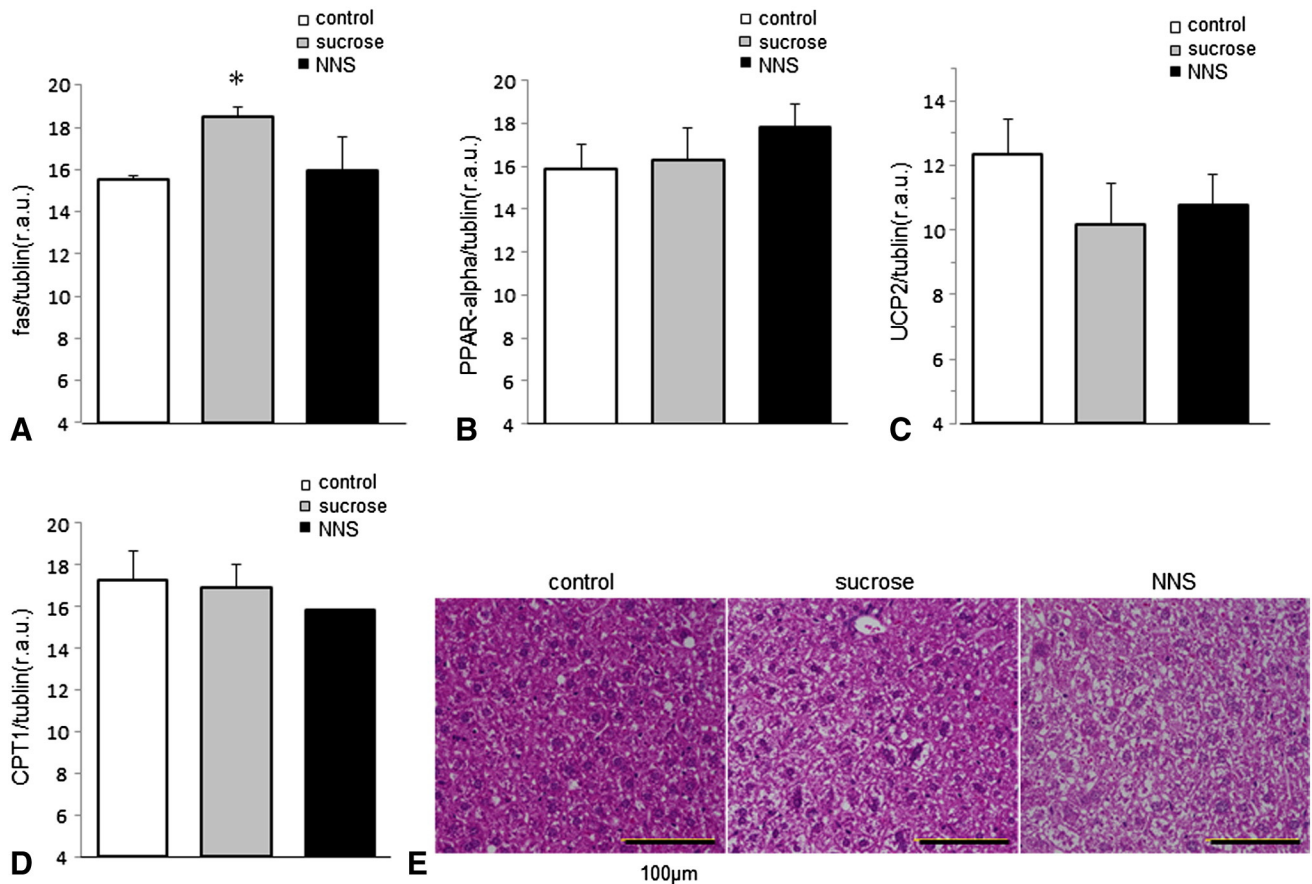 control
sucrose
NNS
*
20
18
16
14
12
10
8
6
4
fas/tublin(r.a.u.)
A
control
sucrose
NNS
20
18
16
14
12
10
8
6
4
PPAR-alpha/tublin(r.a.u.)
B
control
sucrose
NNS
14
12
10
8
6
4
UCP2/tublin(r.a.u.)
C
control
sucrose
NNS
20
18
16
14
12
10
8
6
4
CPT1/tublin(r.a.u.)
D
control sucrose NNS
E
100μm